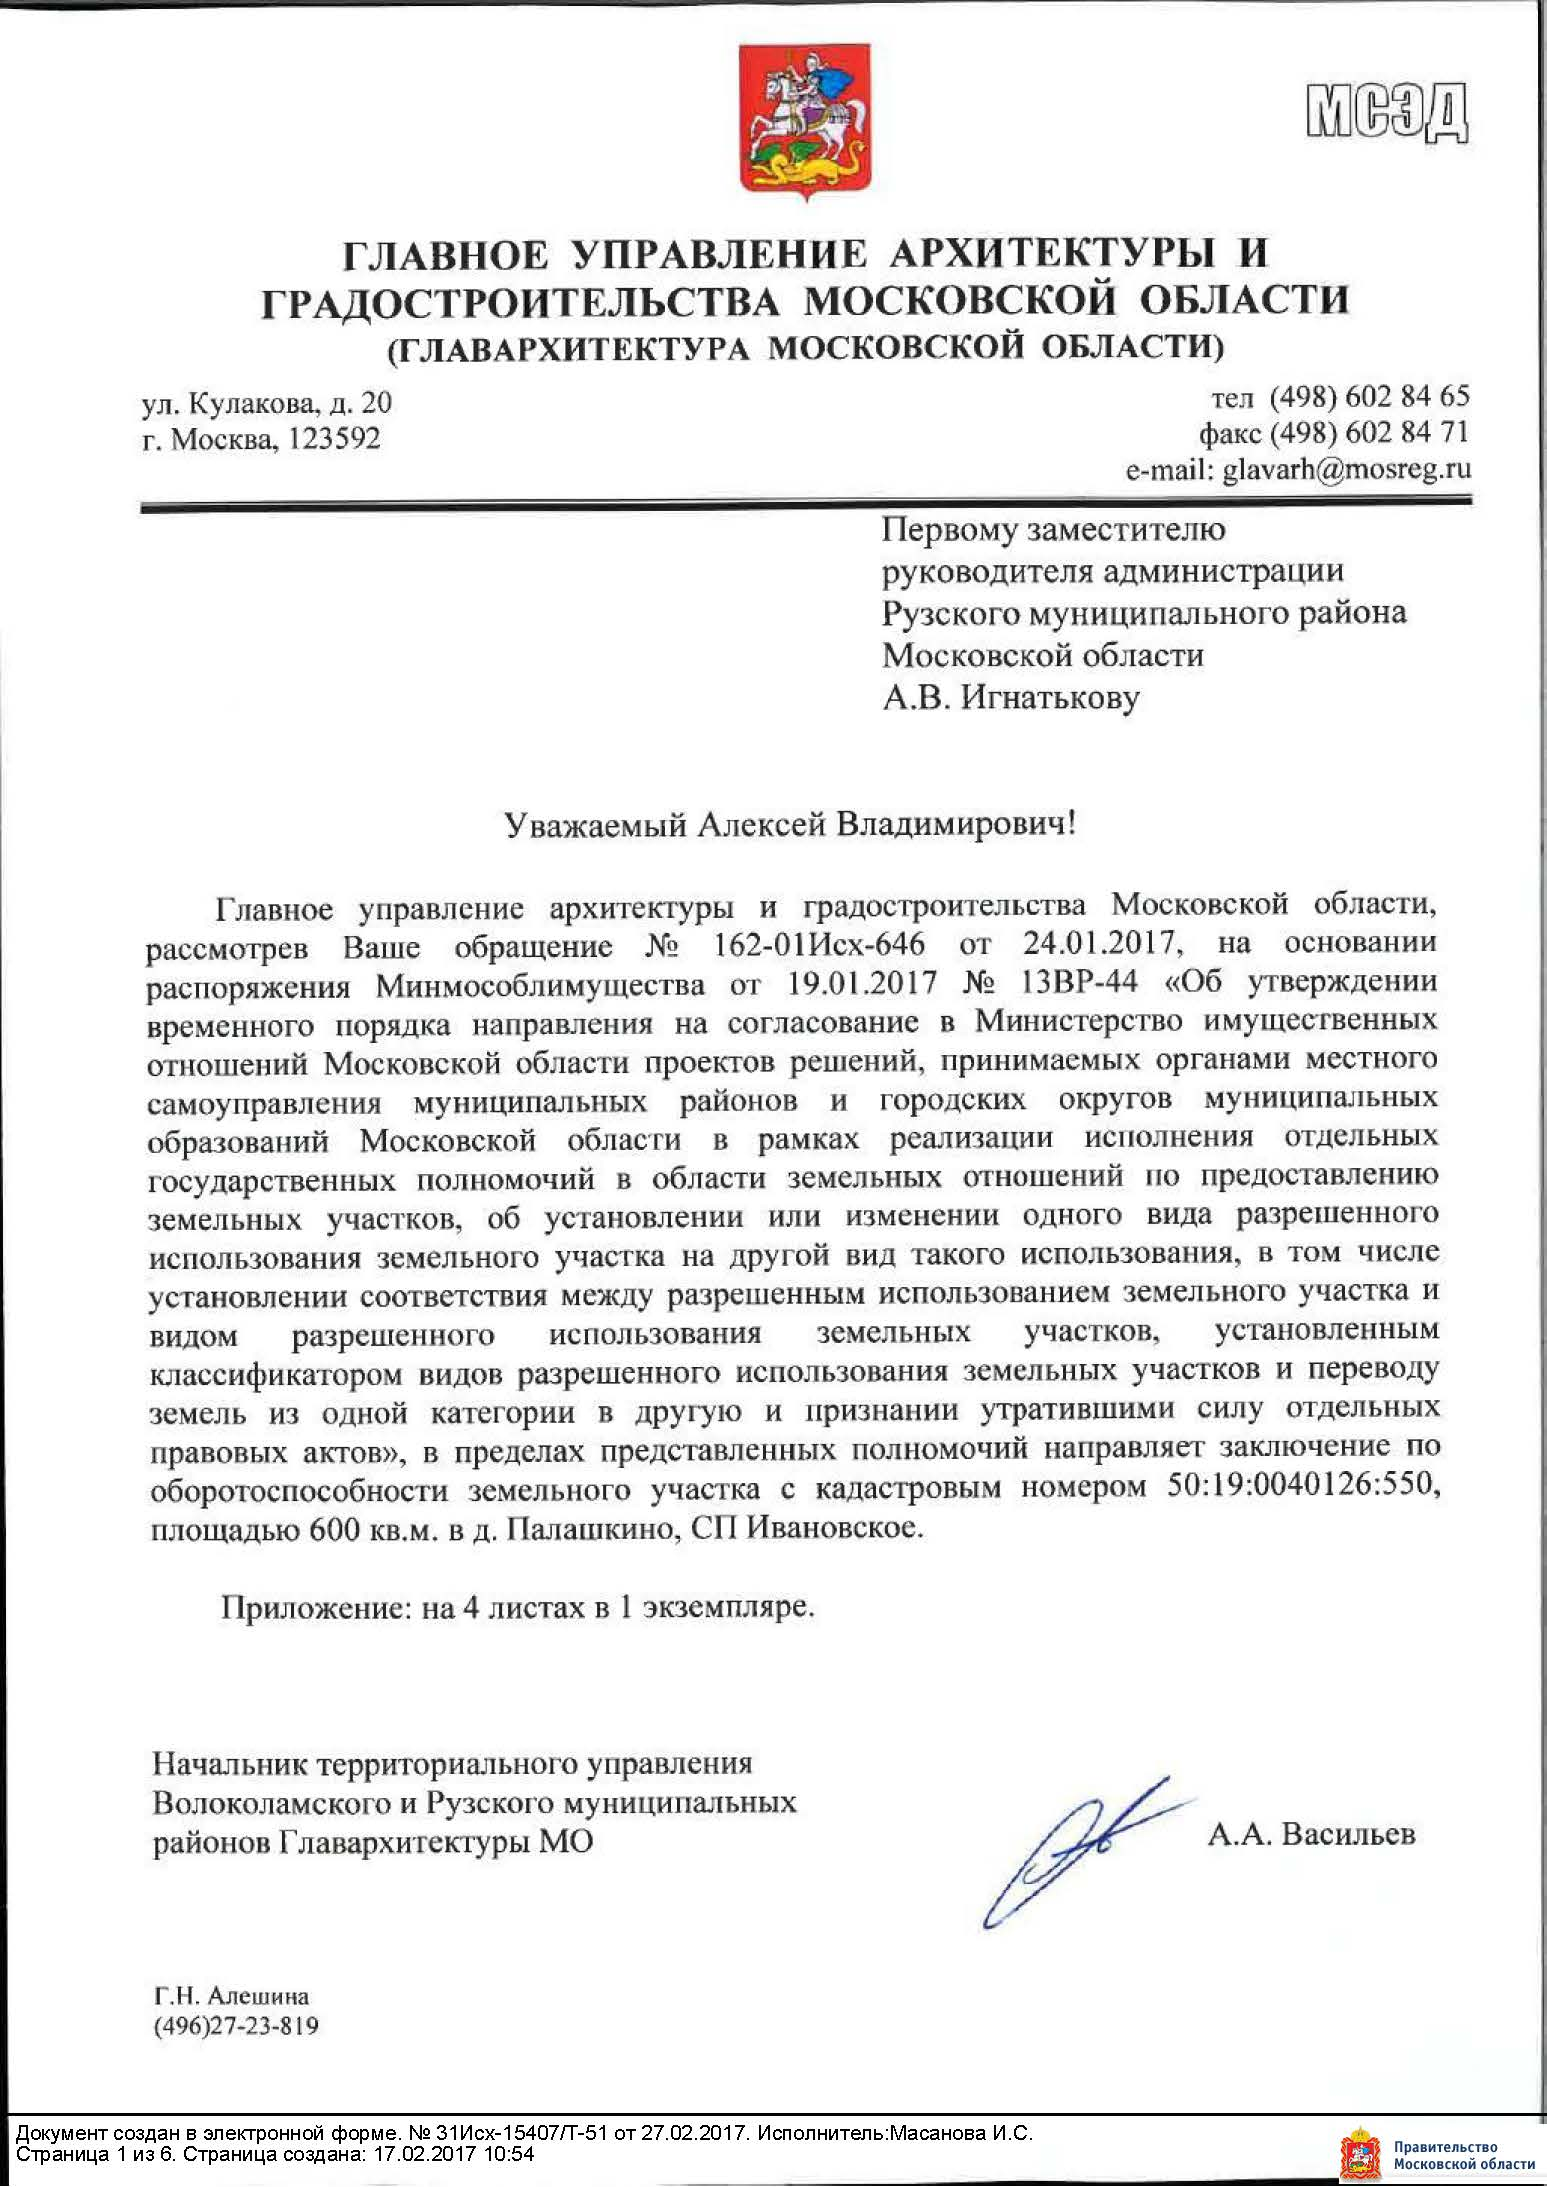 МСЭД
ГЛАВНОЕ УПРАВЛЕНИЕ АРХИТЕКТУРЫ И
ГРАДОСТРОИТЕЛЬСТВА МОСКОВСКОЙ ОБЛАСТИ
(ГЛАВАРХИТЕКТУРА МОСКОВСКОЙ ОБЛАСТИ)
ул. Кулакова, д. 20
г. Москва, 123592
тел (498) 602 84 65
факс (498) 602 84 71
e-mail: glavarh@mosreg.ru
Первому заместителю
руководителя администрации
Рузского муниципального района
Московской области
А.В. Игнатькову
Уважаемый Алексей Владимирович!
Главное управление архитектуры и градостроительства Московской области,
рассмотрев Ваше обращение № 162-01Исх-646 от 24.01.2017, на основании
распоряжения Минмособлимущества от 19.01.2017 № 13ВР-44 «Об утверждении
временного порядка направления на согласование в Министерство имущественных
отношений Московской области проектов решений, принимаемых органами местного
самоуправления муниципальных районов и городских округов муниципальных
образований Московской области в рамках реализации исполнения отдельных
государственных полномочий в области земельных отношений по предоставлению
земельных участков, об установлении или изменении одного вида разрешенного
использования земельного участка на другой вид такого использования, в том числе
установлении соответствия между разрешенным использованием земельного участка и
видом разрешенного использования земельных участков, установленным
классификатором видов разрешенного использования земельных участков и переводу
земель из одной категории в другую и признании утратившими силу отдельных
правовых актов», в пределах представленных полномочий направляет заключение по
оборотоспособности земельного участка с кадастровым номером 50:19:0040126:550,
площадью 600 кв.м. в д. Палашкино, СП Ивановское.
Приложение: на 4 листах в 1 экземпляре.
Начальник территориального управления
Волоколамского и Рузского муниципальных
районов Главархитектуры МО
А.А. Васильев
Г.Н. Алешина
(496)27-23-819
Документ создан в электронной форме. № 31Исх-15407/Т-51 от 27.02.2017. Исполнитель:Масанова И.С.
Страница 1 из 6. Страница создана: 17.02.2017 10:54
Правительство
Московской области